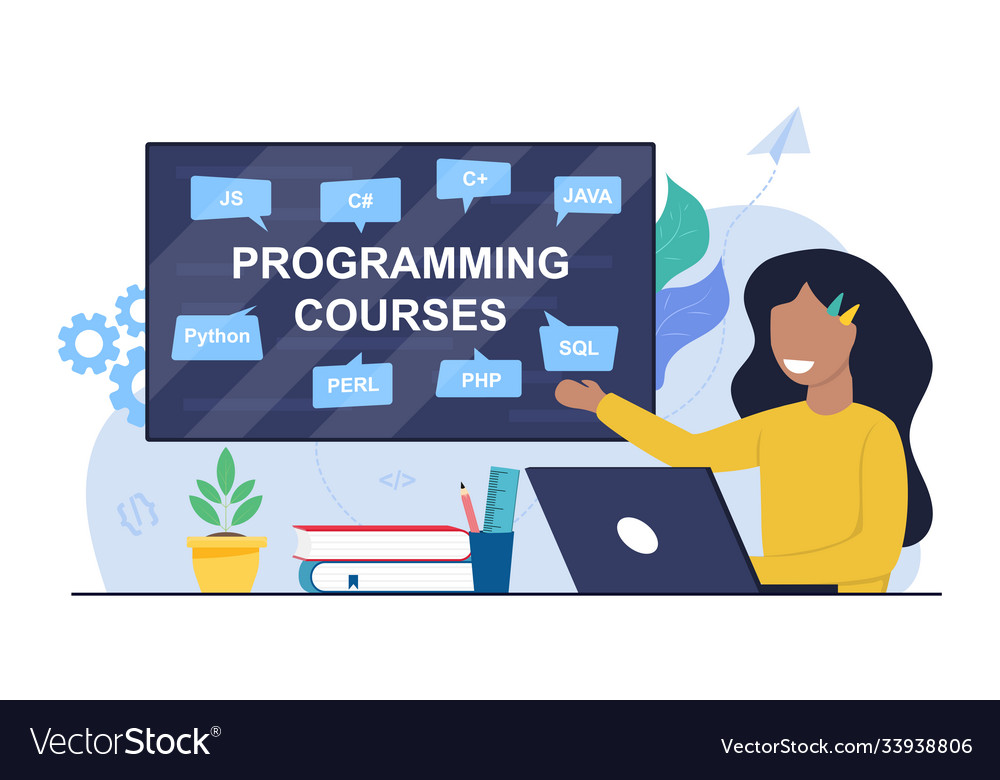 JS
C#
C+
JAVA
PROGRAMMING
COURSES
Python
PERL
PHP
SQL
</>
{/}
VectorStock®
VectorStock.com/33938806